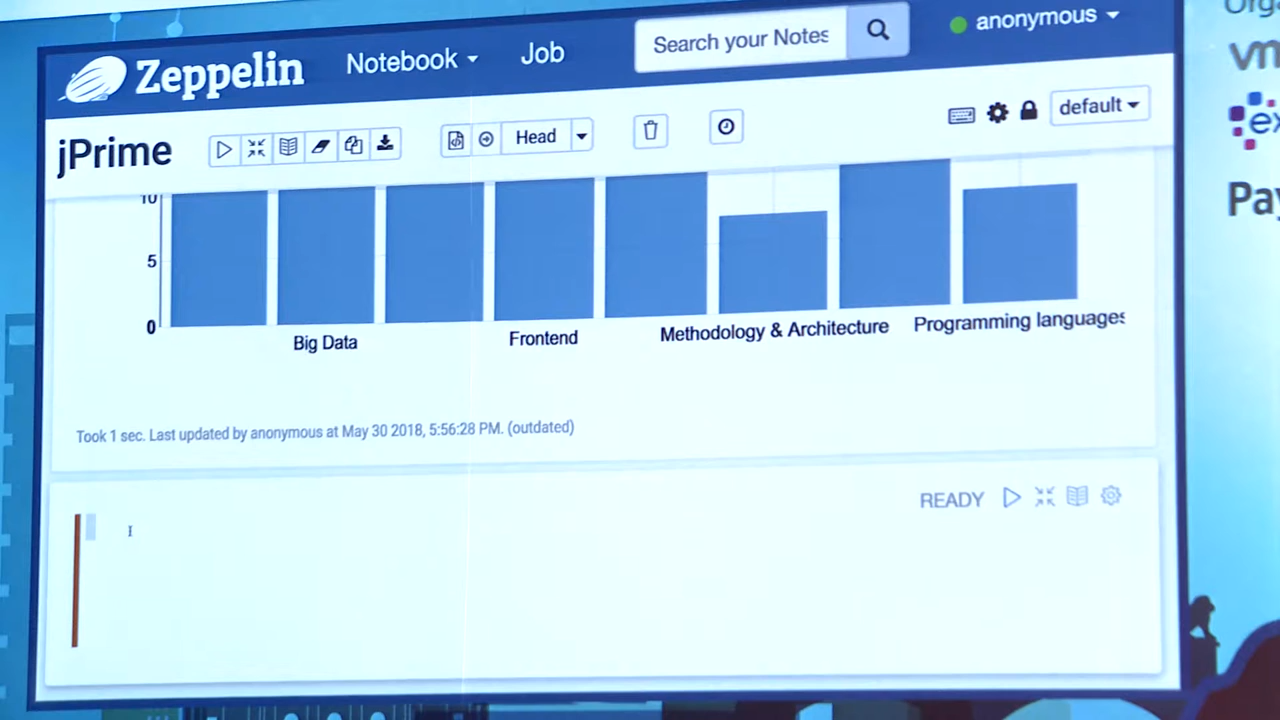 Zeppelin Notebook Job Search your Notes anonymous
jPrime Head default
10
5
0
Big Data Frontend Methodology & Architecture Programming languages
Took 1 sec. Last updated by anonymous at May 30 2018, 5:56:28 PM. (outdated)
READY